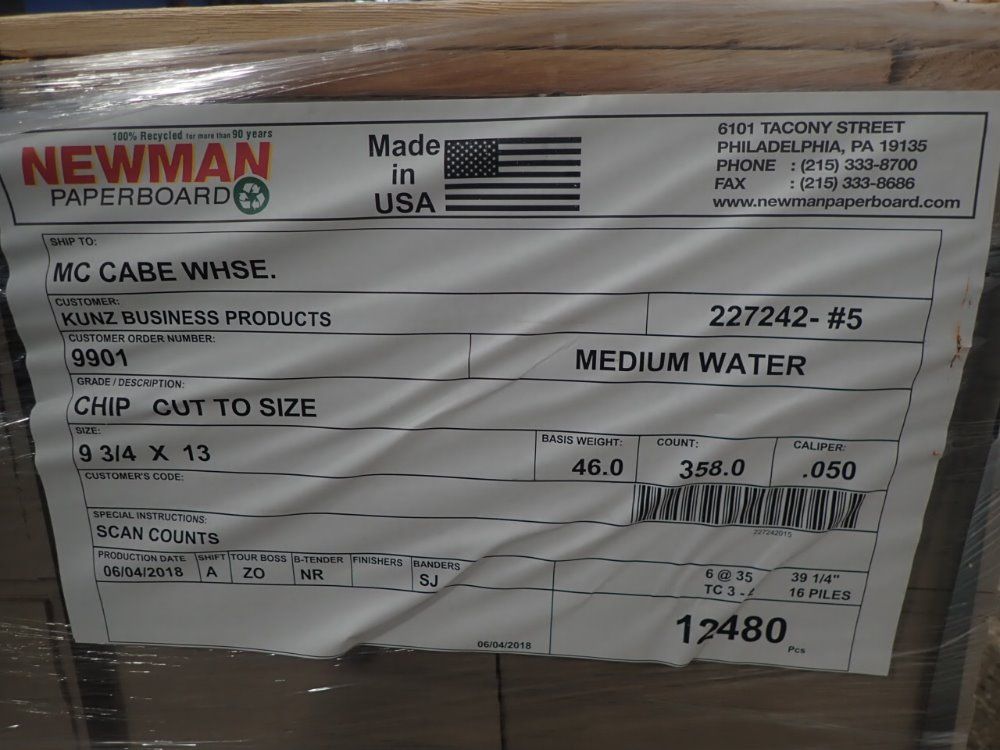 100% Recycled for more than 90 years
NEWMAN
PAPERBOARD
Made
in
USA
6101 TACONY STREET
PHILADELPHIA, PA 19135
PHONE : (215) 333-8700
FAX : (215) 333-8686
www.newmanpaperboard.com
SHIP TO:
MC CABE WHSE.
CUSTOMER:
KUNZ BUSINESS PRODUCTS
227242- #5
CUSTOMER ORDER NUMBER:
9901
MEDIUM WATER
GRADE / DESCRIPTION:
CHIP CUT TO SIZE
SIZE:
9 3/4 X 13
BASIS WEIGHT:
46.0
COUNT:
358.0
CALIPER:
.050
CUSTOMER'S CODE:
227242015
SPECIAL INSTRUCTIONS:
SCAN COUNTS
PRODUCTION DATE SHIFT TOUR BOSS B-TENDER FINISHERS BANDERS
06/04/2018 A ZO NR SJ
6 @ 35 39 1/4"
TC 3 - 16 PILES
12480 Pcs
06/04/2018